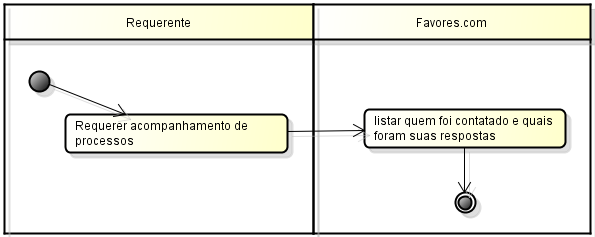 Requerente
Favores.com
Requerer acompanhamento de
processos
listar quem foi contatado e quais
foram suas respostas